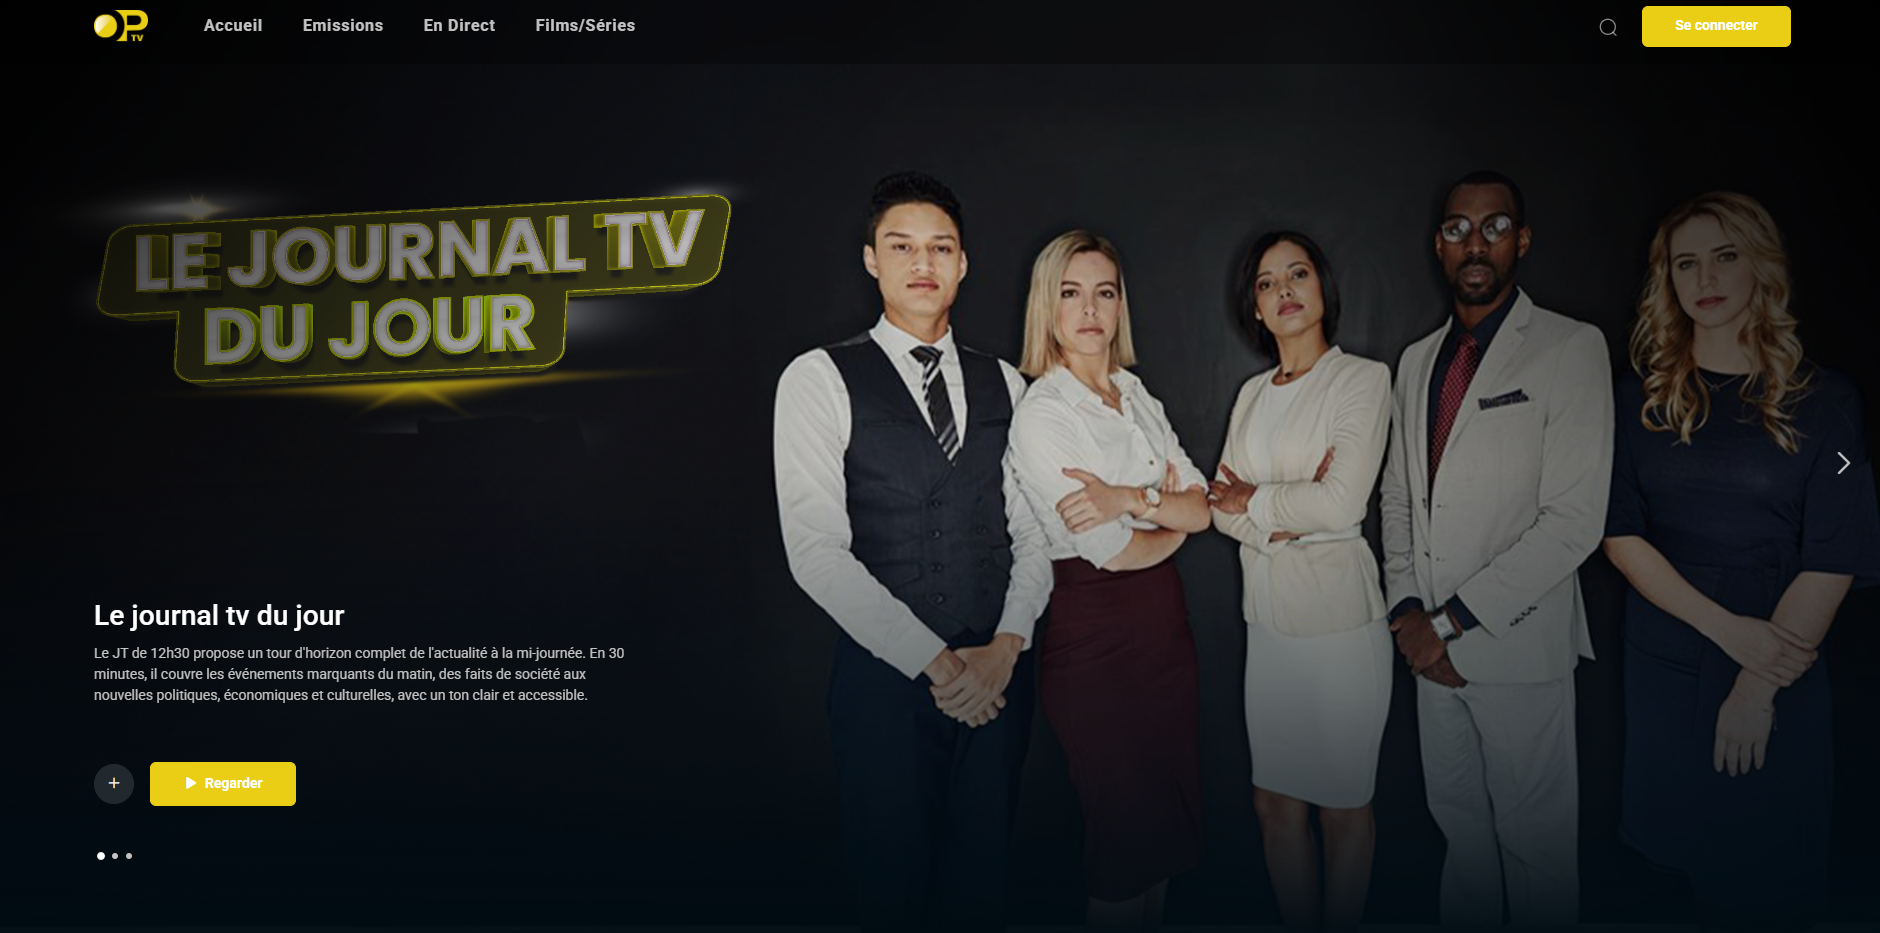 OP
TV
Accueil
Emissions
En Direct
Films/Séries
Se connecter
LE JOURNAL TV
DU JOUR
Le journal tv du jour
Le JT de 12h30 propose un tour d'horizon complet de l'actualité à la mi-journée. En 30
minutes, il couvre les événements marquants du matin, des faits de société aux
nouvelles politiques, économiques et culturelles, avec un ton clair et accessible.
+
Regarder